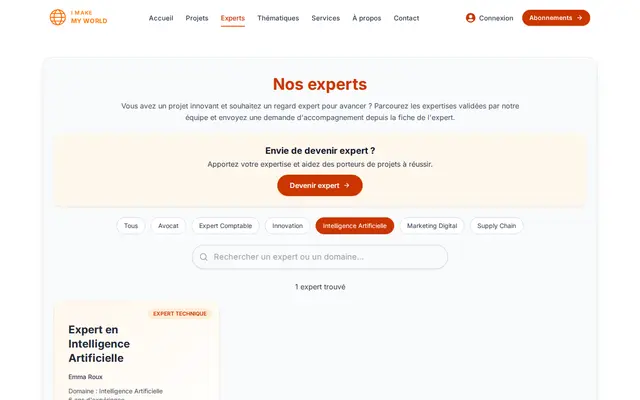 I MAKE
MY WORLD
Accueil
Projets
Experts
Thématiques
Services
À propos
Contact
Connexion
Abonnements →
Nos experts
Vous avez un projet innovant et souhaitez un regard expert pour avancer ? Parcourez les expertises validées par notre
équipe et envoyez une demande d'accompagnement depuis la fiche de l'expert.
Envie de devenir expert ?
Apportez votre expertise et aidez des porteurs de projets à réussir.
Devenir expert →
Tous
Avocat
Expert Comptable
Innovation
Intelligence Artificielle
Marketing Digital
Supply Chain
Rechercher un expert ou un domaine...
1 expert trouvé
EXPERT TECHNIQUE
Expert en
Intelligence
Artificielle
Emma Roux
Domaine : Intelligence Artificielle